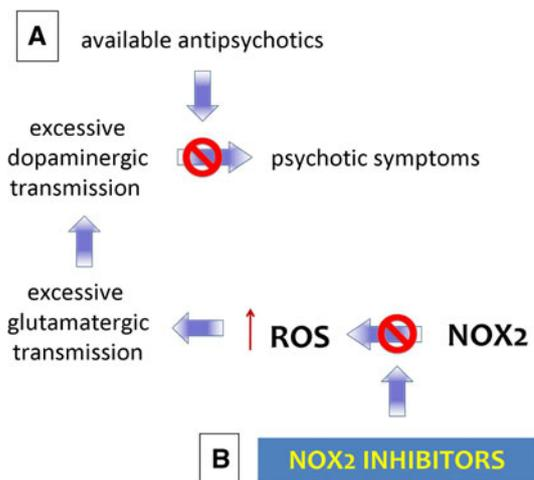 A
available antipsychotics
excessive
dopaminergic
transmission
psychotic symptoms
excessive
glutamatergic
transmission
ROS
NOX2
B
NOX2 INHIBITORS